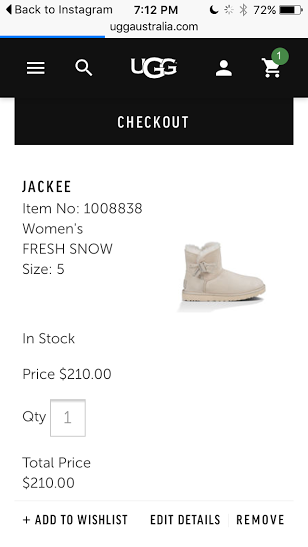 Back to Instagram 7:12 PM 72%
uggaustralia.com
UGG 1
CHECKOUT
JACKEE
Item No: 1008838
Women's
FRESH SNOW
Size: 5
In Stock
Price $210.00
Qty 1
Total Price
$210.00
+ ADD TO WISHLIST EDIT DETAILS REMOVE